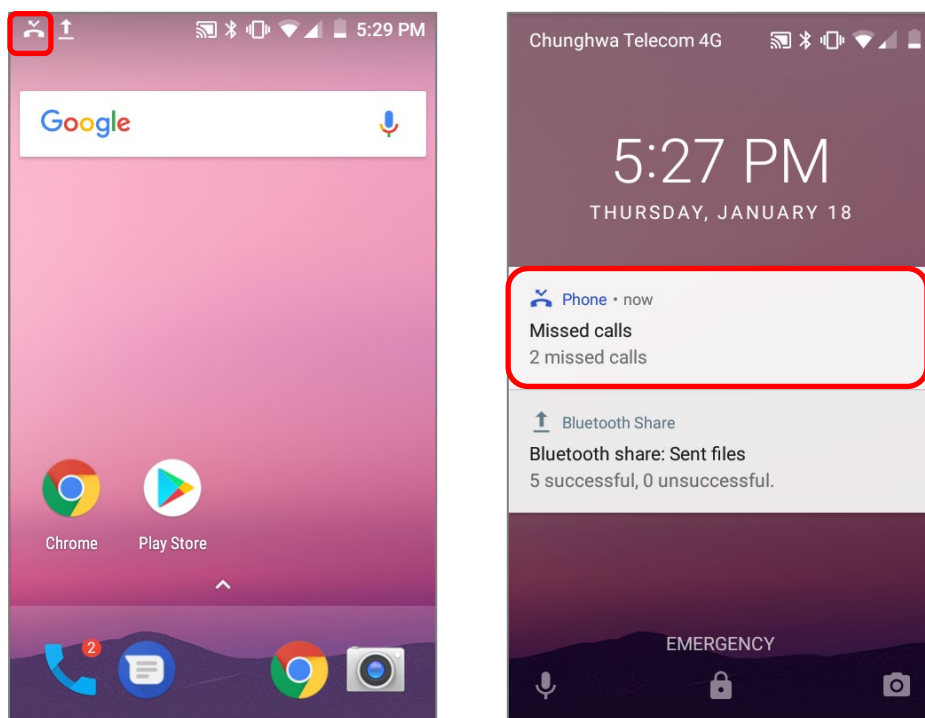 5:29 PM
Google
Chrome
Play Store
2
Chunghwa Telecom 4G
5:27 PM
THURSDAY, JANUARY 18
Phone • now
Missed calls
2 missed calls
Bluetooth Share
Bluetooth share: Sent files
5 successful, 0 unsuccessful.
EMERGENCY